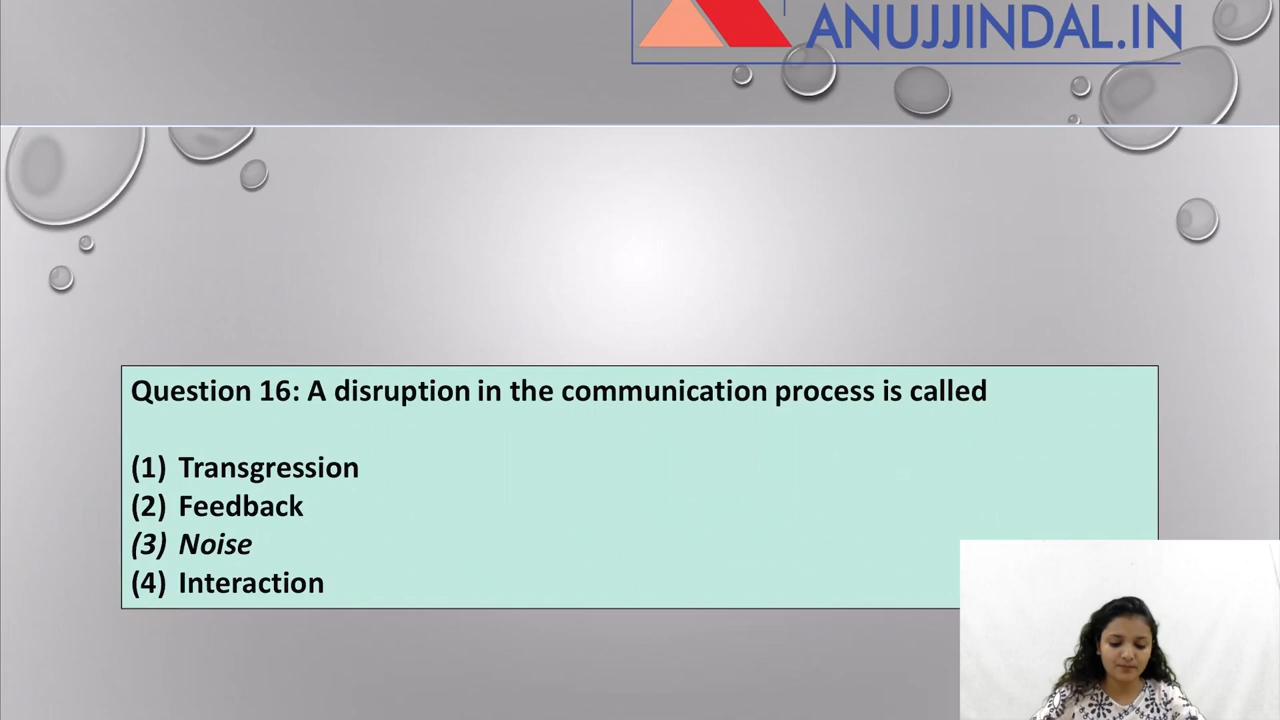 ANUJJINDAL.IN
Question 16: A disruption in the communication process is called
(1) Transgression
(2) Feedback
(3) Noise
(4) Interaction